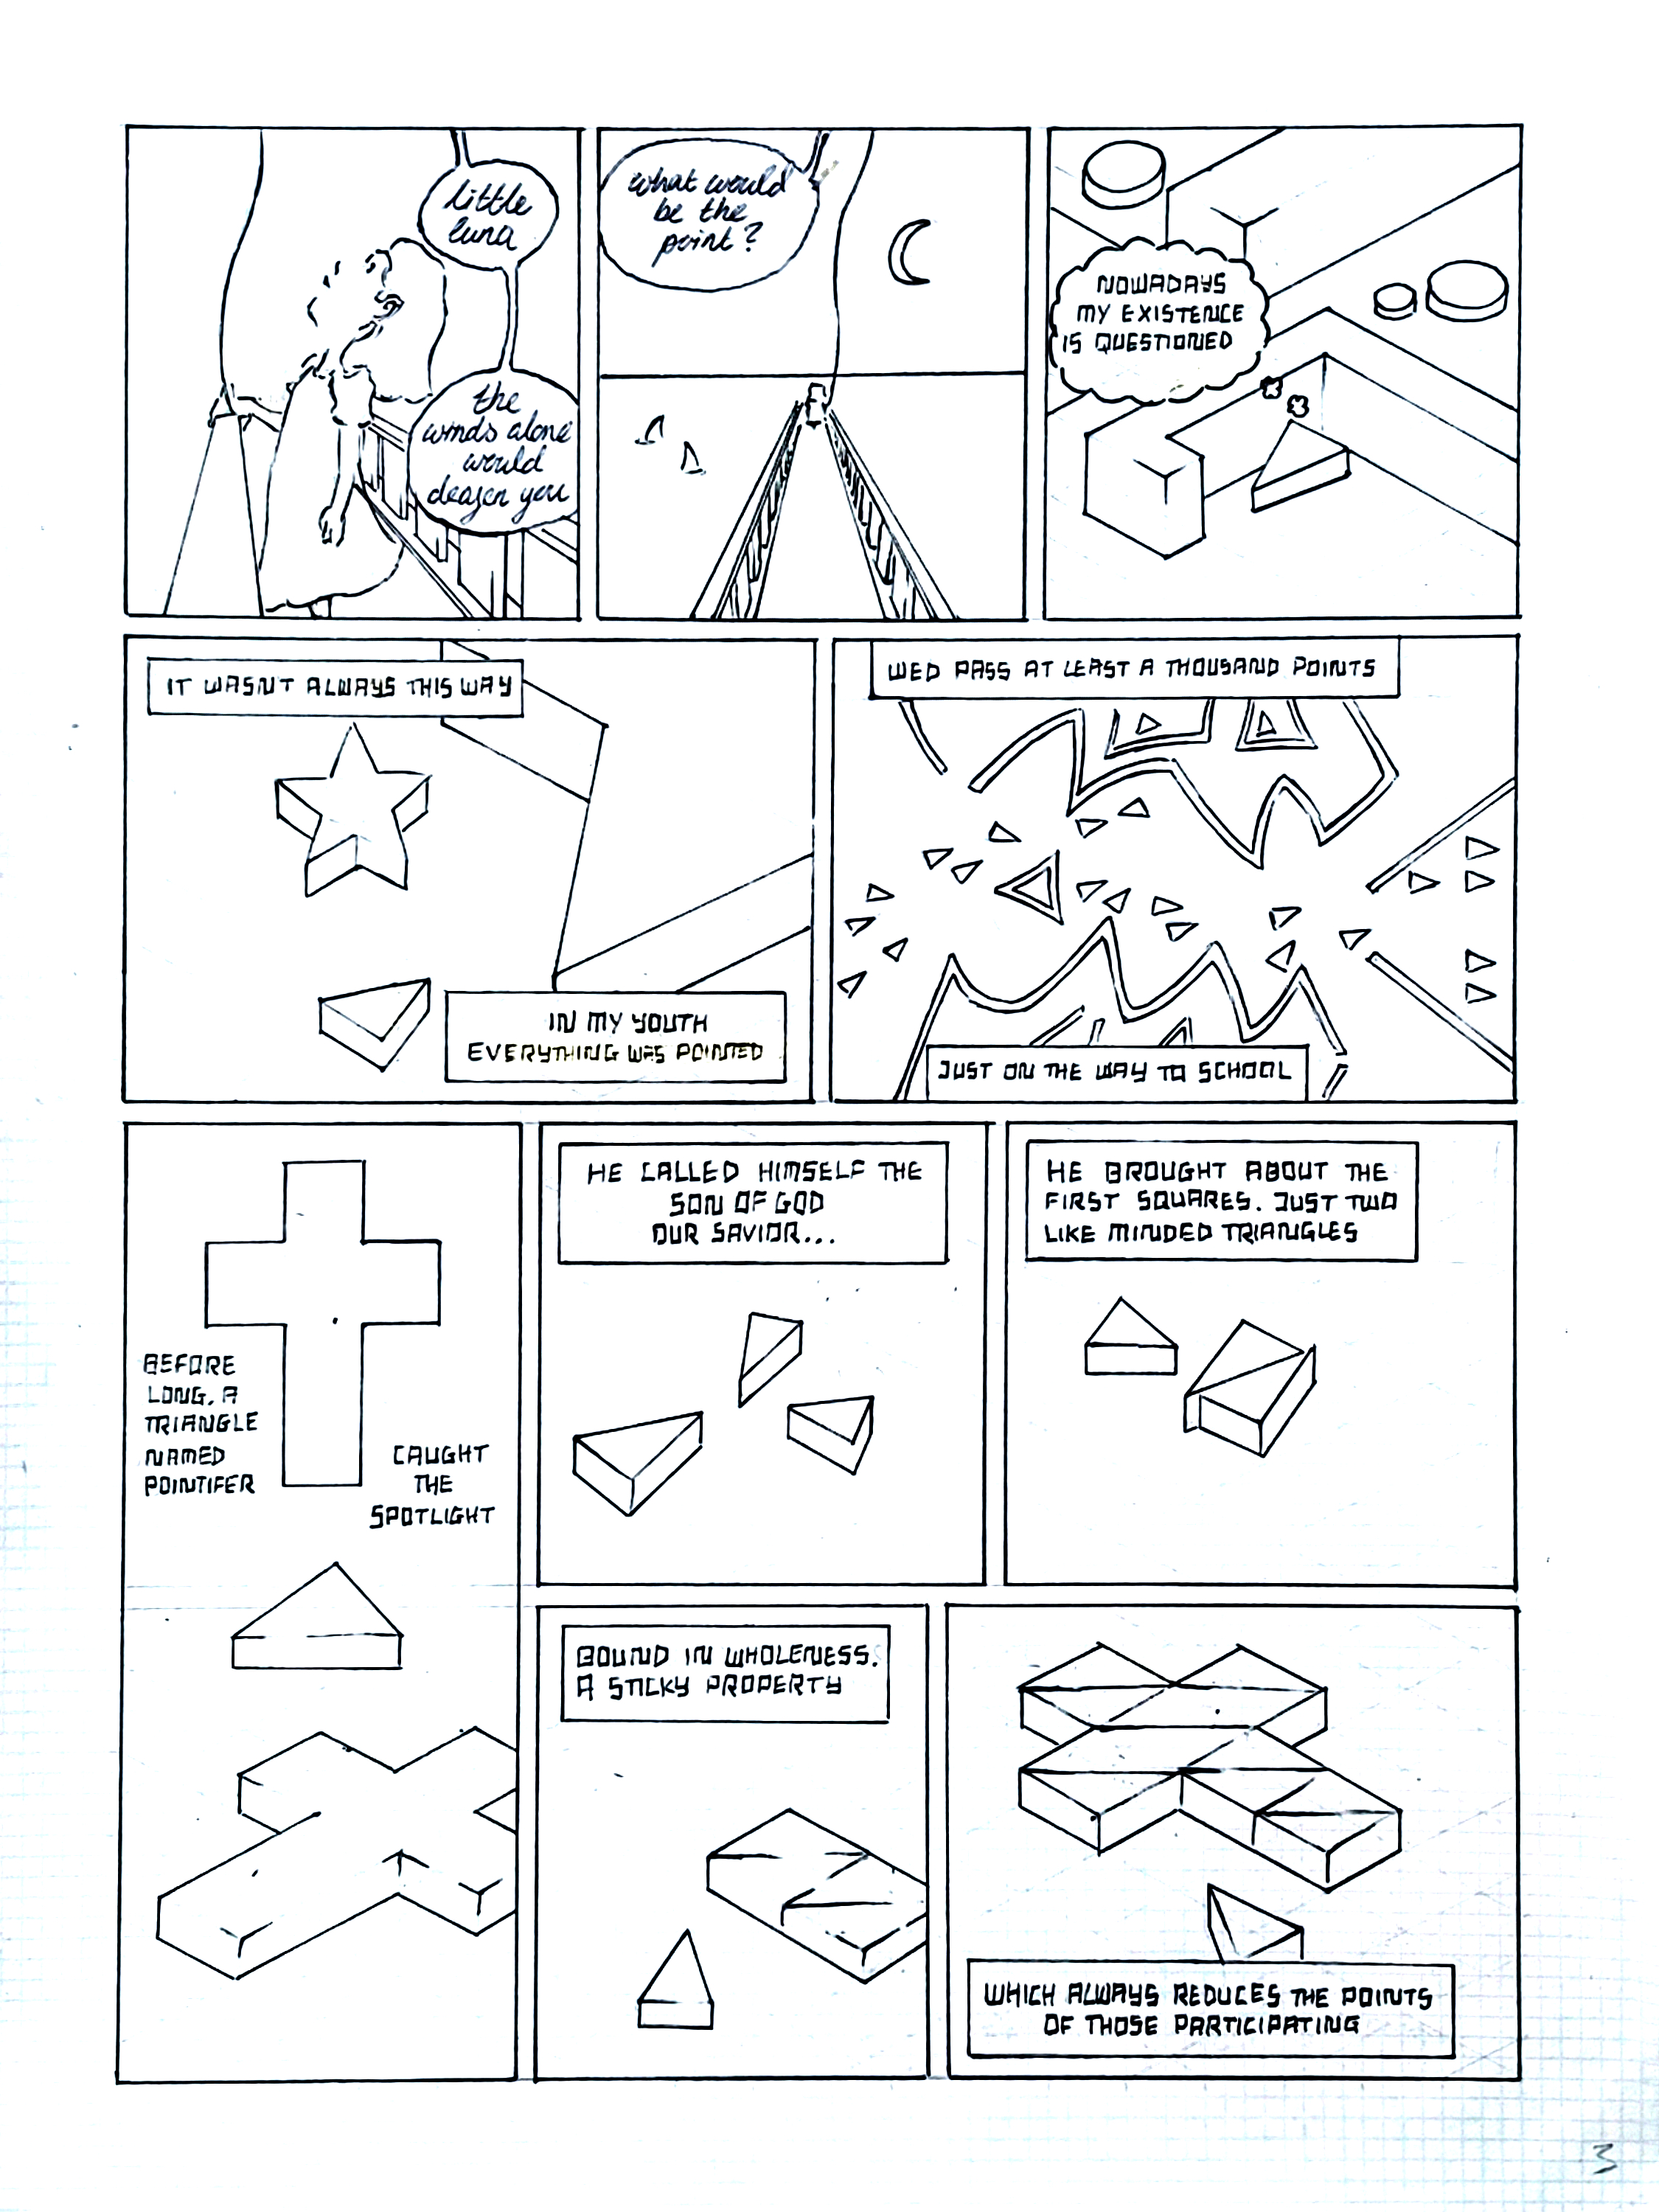 little
luna
the
winds alone
would
deafen you
what would
be the
point?
NOWADAYS
MY EXISTENCE
IS QUESTIONED
IT WASNT ALWAYS THIS WAY
IN MY YOUTH
EVERYTHING WAS POINTED
WED PASS AT LEAST A THOUSAND POINTS
JUST ON THE WAY TO SCHOOL
BEFORE
LONG, A
TRIANGLE
NAMED
POINTIFER
CAUGHT
THE
SPOTLIGHT
HE CALLED HIMSELF THE
SON OF GOD
OUR SAVIOR...
HE BROUGHT ABOUT THE
FIRST SQUARES. JUST TWO
LIKE MINDED TRIANGLES
BOUND IN WHOLENESS.
A STICKY PROPERTY
WHICH ALWAYS REDUCES THE POINTS
OF THOSE PARTICIPATING
3